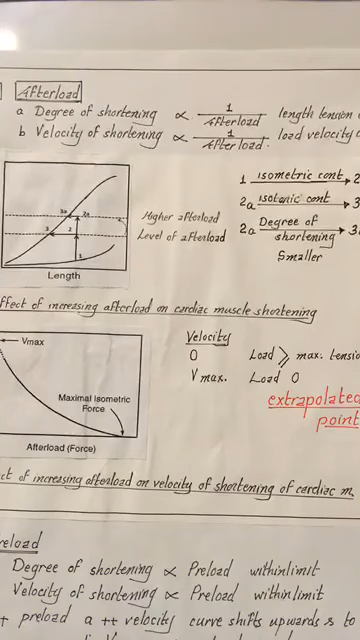 Afterload
a Degree of shortening ∝ 1/Afterload length tension
b Velocity of shortening ∝ 1/Afterload. load velocity
3a 2a
3 2
1
Length
Higher afterload
Level of afterload
1 isometric cont 2
2a isotonic cont 3
2a Degree of shortening 3
Smaller
ffect of increasing afterload on cardiac muscle shortening
Vmax
Maximal Isometric
Force
Afterload (Force)
Velocity
0 Load ≥ max. tensio
V max. Load 0
extrapolated
point
ct of increasing afterload on velocity of shortening of cardiac m.
reload
Degree of shortening ∝ Preload within limit
Velocity of shortening ∝ Preload within limit
preload a ++ velocity curve shifts upwards s to